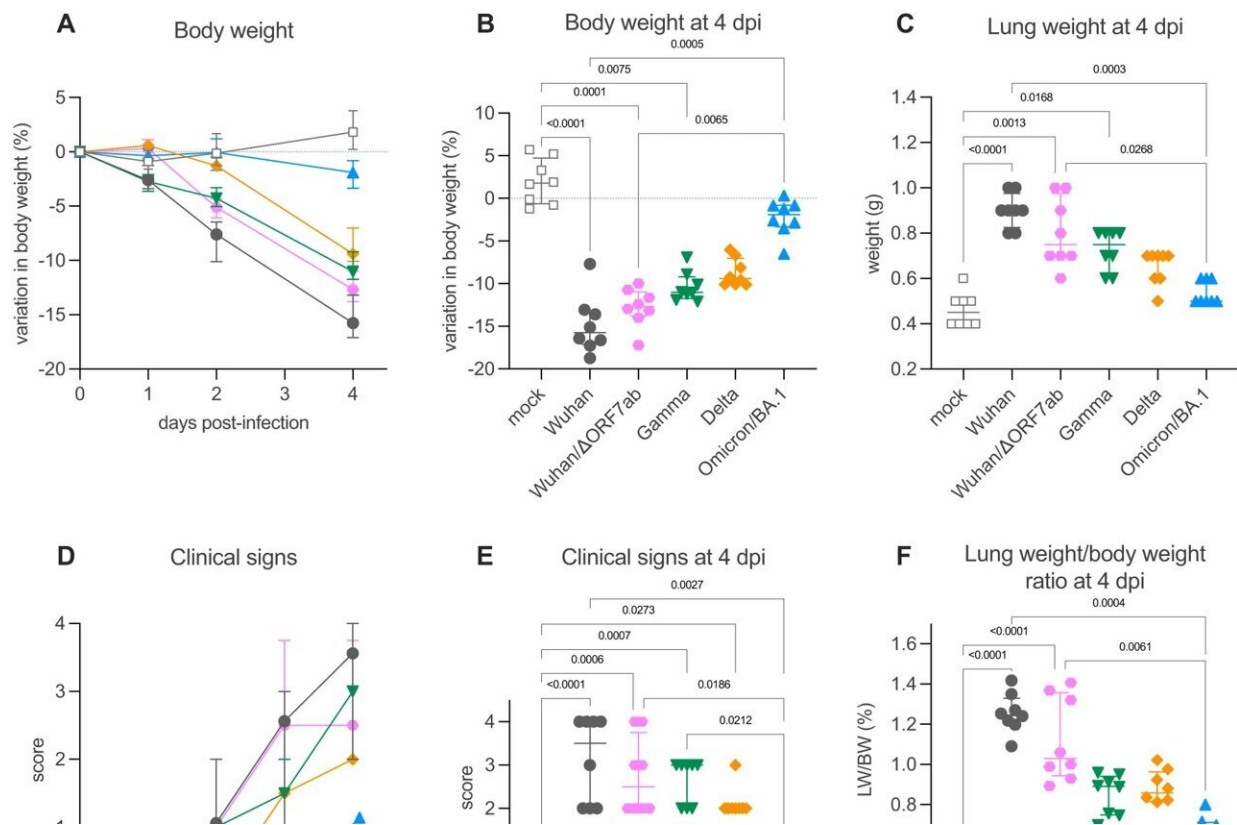 A
Body weight
5
0
-5
-10
-15
-20
variation in body weight (%)
0
1
2
3
4
days post-infection
B
Body weight at 4 dpi
0.0005
0.0075
0.0001
0.0065
<0.0001
10
5
0
-5
-10
-15
-20
variation in body weight (%)
mock
Wuhan
Wuhan/ΔORF7ab
Gamma
Delta
Omicron/BA.1
C
Lung weight at 4 dpi
0.0003
0.0168
0.0013
<0.0001
0.0268
1.4
1.2
1.0
0.8
0.6
0.4
0.2
weight (g)
mock
Wuhan
Wuhan/ΔORF7ab
Gamma
Delta
Omicron/BA.1
D
Clinical signs
4
3
2
score
E
Clinical signs at 4 dpi
0.0027
0.0273
0.0007
0.0006
<0.0001
0.0186
0.0212
4
3
2
score
F
Lung weight/body weight
ratio at 4 dpi
0.0004
<0.0001
<0.0001
0.0061
1.6
1.4
1.2
1.0
0.8
LW/BW (%)